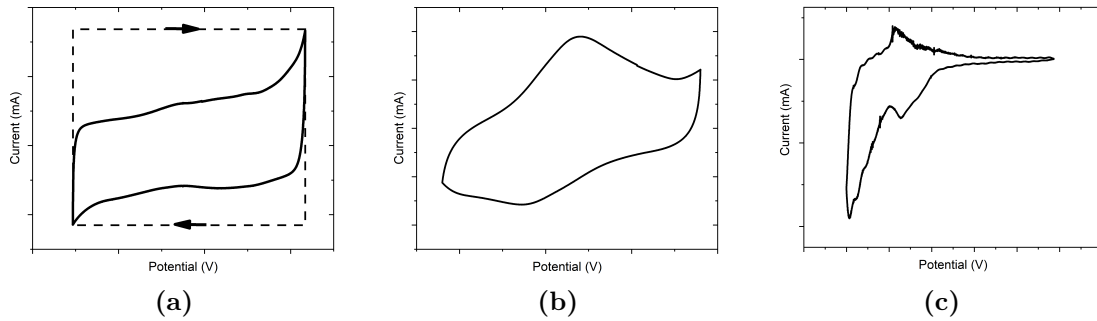 Current (mA)
Potential (V)
(a)
Current (mA)
Potential (V)
(b)
Current (mA)
Potential (V)
(c)